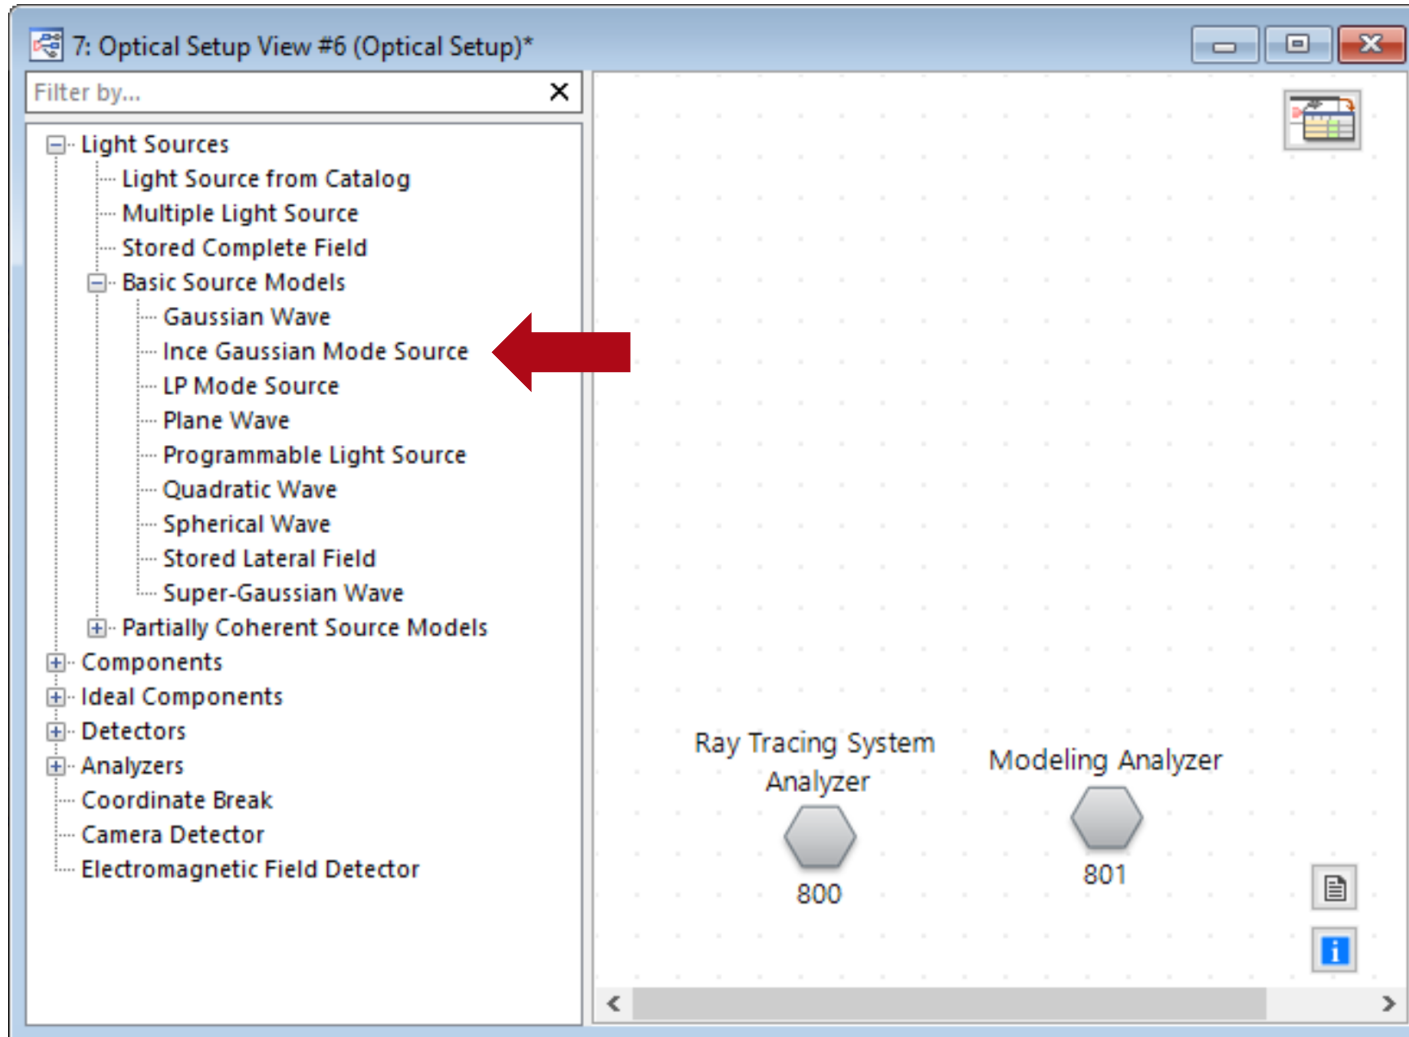 7: Optical Setup View #6 (Optical Setup)*
Filter by...
Light Sources
Light Source from Catalog
Multiple Light Source
Stored Complete Field
Basic Source Models
Gaussian Wave
Ince Gaussian Mode Source
LP Mode Source
Plane Wave
Programmable Light Source
Quadratic Wave
Spherical Wave
Stored Lateral Field
Super-Gaussian Wave
Partially Coherent Source Models
Components
Ideal Components
Detectors
Analyzers
Coordinate Break
Camera Detector
Electromagnetic Field Detector
Ray Tracing System
Analyzer
800
Modeling Analyzer
801